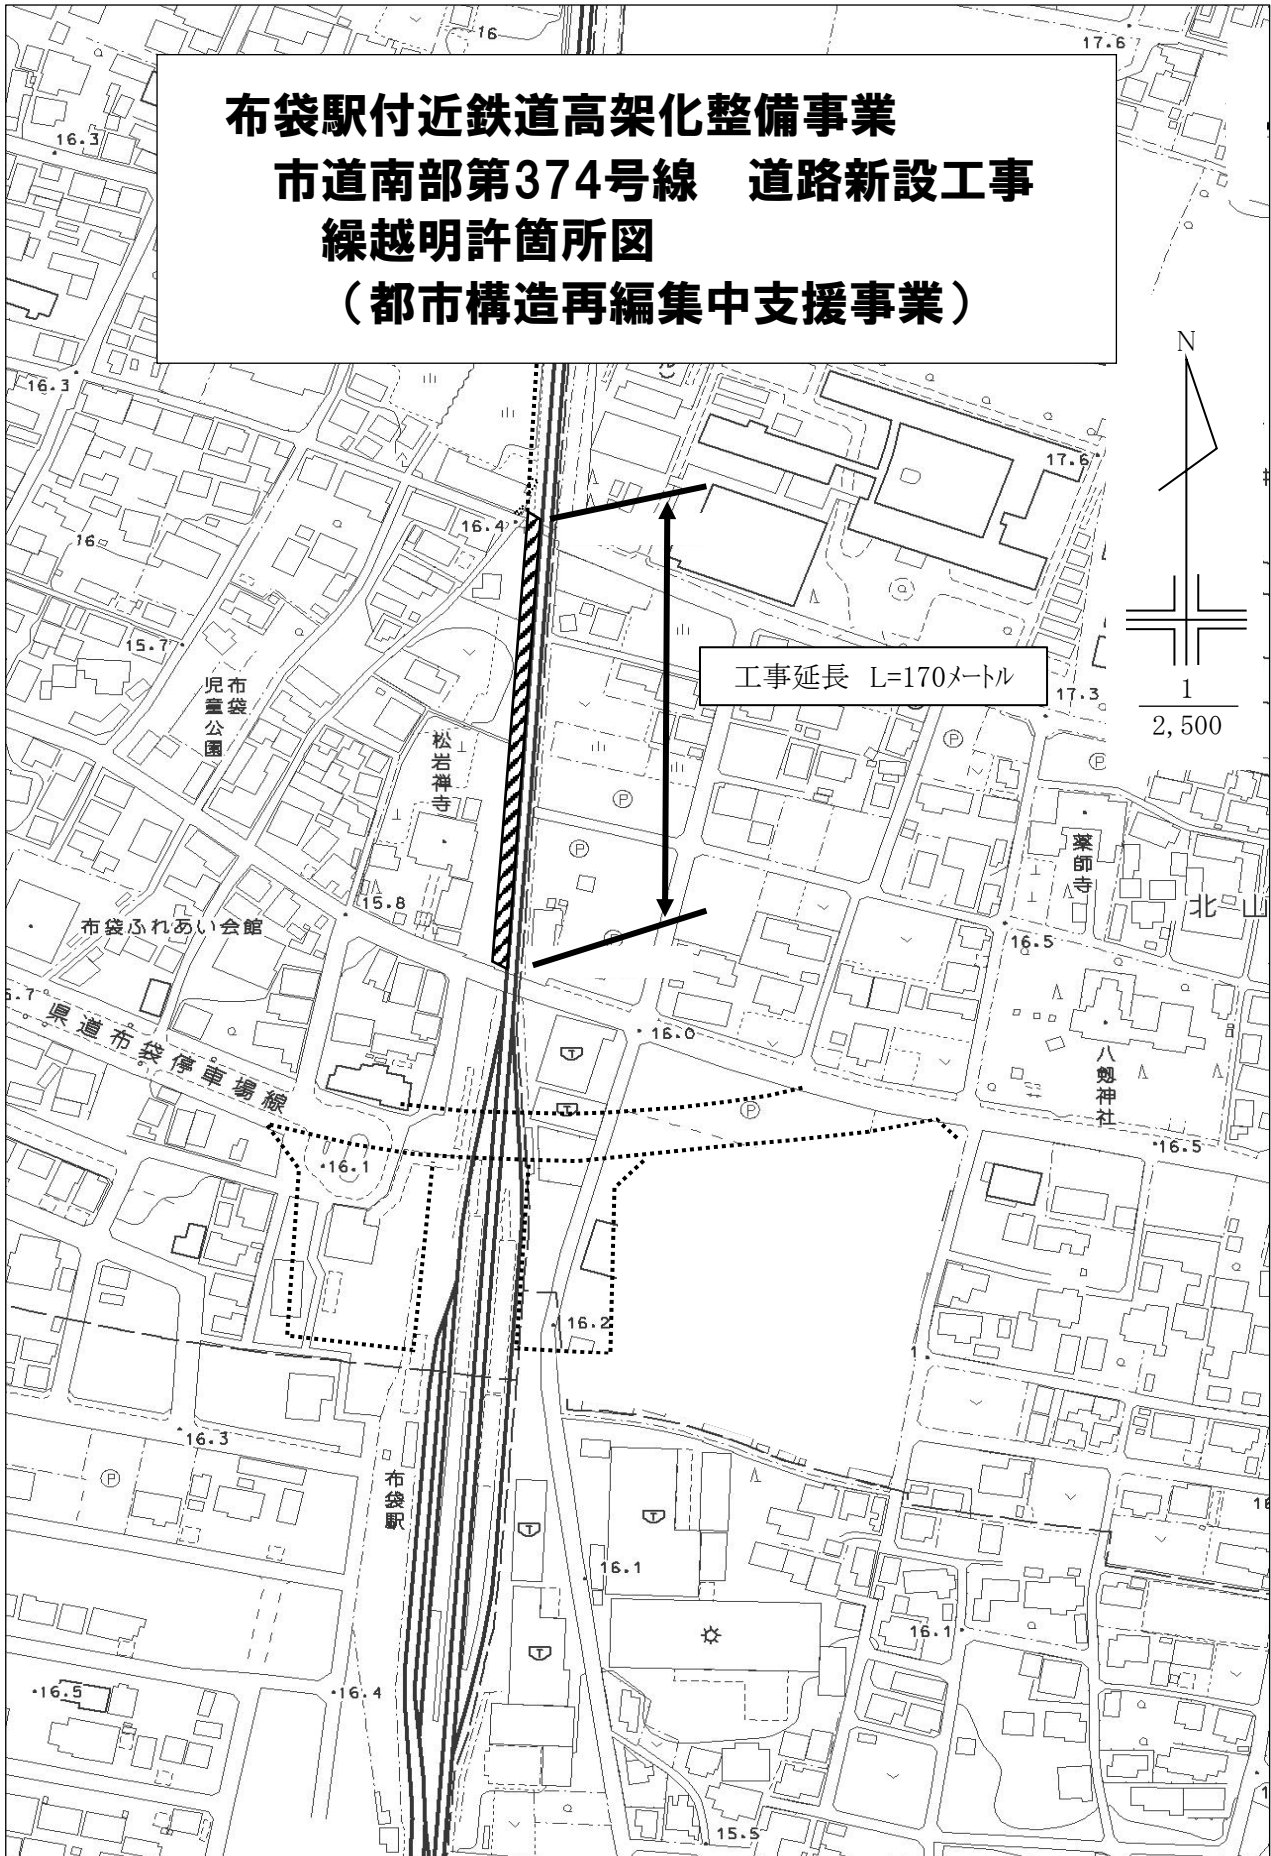 布袋駅付近鉄道高架化整備事業
市道南部第374号線　道路新設工事
繰越明許箇所図
（都市構造再編集中支援事業）
16
17.6
16.3
16.3
N
17.6
16.4
16
15.7
工事延長 L=170メートル
17.3
1
2,500
布袋
児童公園
松岩禅寺
P
P
P
P
薬師寺
北山
15.8
布袋ふれあい会館
P
16.5
県道布袋停車場線
16.0
T
八剱神社
T
P
16.1
16.5
16.2
16.3
P
布袋駅
T
T
16.1
T
16.1
16.5
16.4
15.5